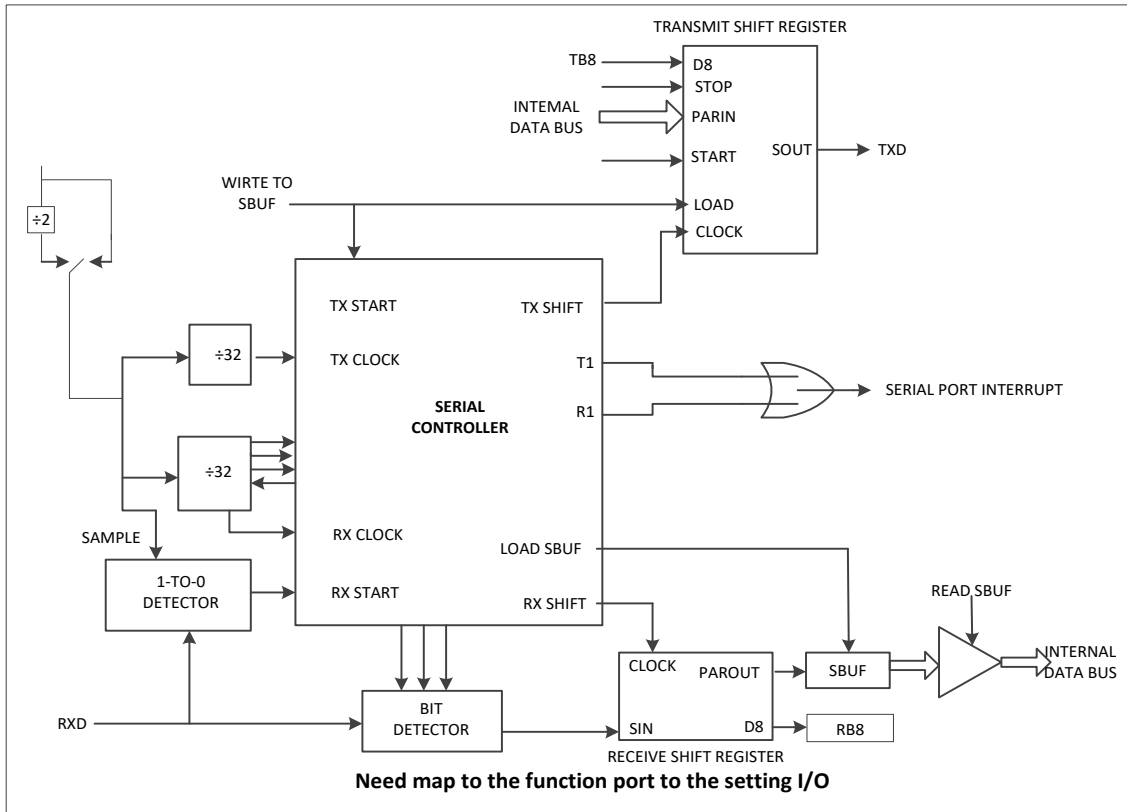 TRANSMIT SHIFT REGISTER
TB8
D8
STOP
INTEMAL
DATA BUS
PARIN
START
SOUT
TXD
WIRTE TO
SBUF
LOAD
CLOCK
÷2
TX START
TX SHIFT
÷32
TX CLOCK
T1
SERIAL PORT INTERRUPT
SERIAL
CONTROLLER
R1
÷32
RX CLOCK
SAMPLE
LOAD SBUF
1-TO-0
DETECTOR
RX START
RX SHIFT
READ SBUF
CLOCK
PAROUT
SBUF
INTERNAL
DATA BUS
RXD
BIT
DETECTOR
SIN
D8
RB8
RECEIVE SHIFT REGISTER
Need map to the function port to the setting I/O